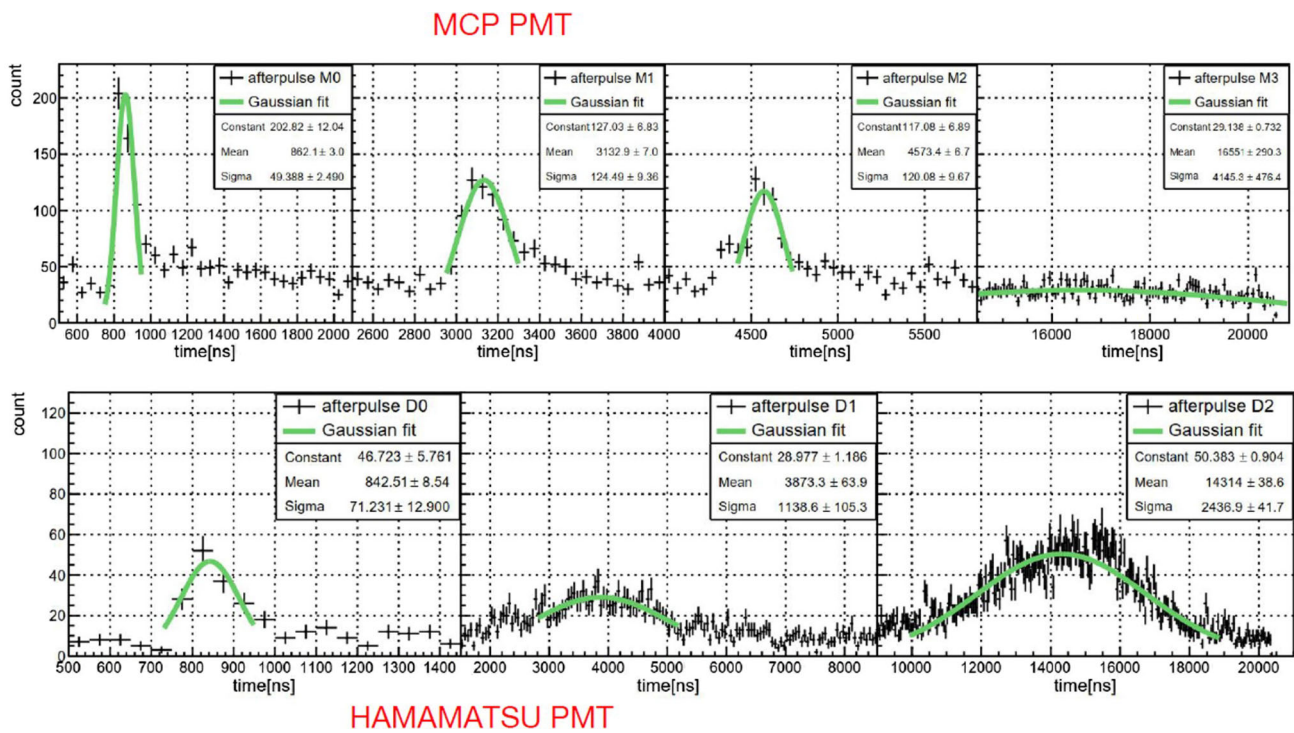 MCP PMT
count
200
150
100
50
0
afterpulse M0
Gaussian fit
Constant 202.82 ± 12.04
Mean 862.1 ± 3.0
Sigma 49.388 ± 2.490
600 800 1000 1200 1400 1600 1800 2000
time[ns]
afterpulse M1
Gaussian fit
Constant 127.03 ± 6.83
Mean 3132.9 ± 7.0
Sigma 124.49 ± 9.36
2600 2800 3000 3200 3400 3600 3800 4000
time[ns]
afterpulse M2
Gaussian fit
Constant 117.08 ± 6.89
Mean 4573.4 ± 6.7
Sigma 120.08 ± 9.67
4500 5000 5500
time[ns]
afterpulse M3
Gaussian fit
Constant 29.138 ± 0.732
Mean 16551 ± 290.3
Sigma 4145.3 ± 476.4
16000 18000 20000
time[ns]
count
120
100
80
60
40
20
0
afterpulse D0
Gaussian fit
Constant 46.723 ± 5.761
Mean 842.51 ± 8.54
Sigma 71.231 ± 12.900
500 600 700 800 900 1000 1100 1200 1300 1400
time[ns]
afterpulse D1
Gaussian fit
Constant 28.977 ± 1.186
Mean 3873.3 ± 63.9
Sigma 1138.6 ± 105.3
2000 3000 4000 5000 6000 7000 8000
time[ns]
afterpulse D2
Gaussian fit
Constant 50.383 ± 0.904
Mean 14314 ± 38.6
Sigma 2436.9 ± 41.7
10000 12000 14000 16000 18000 20000
time[ns]
HAMAMATSU PMT